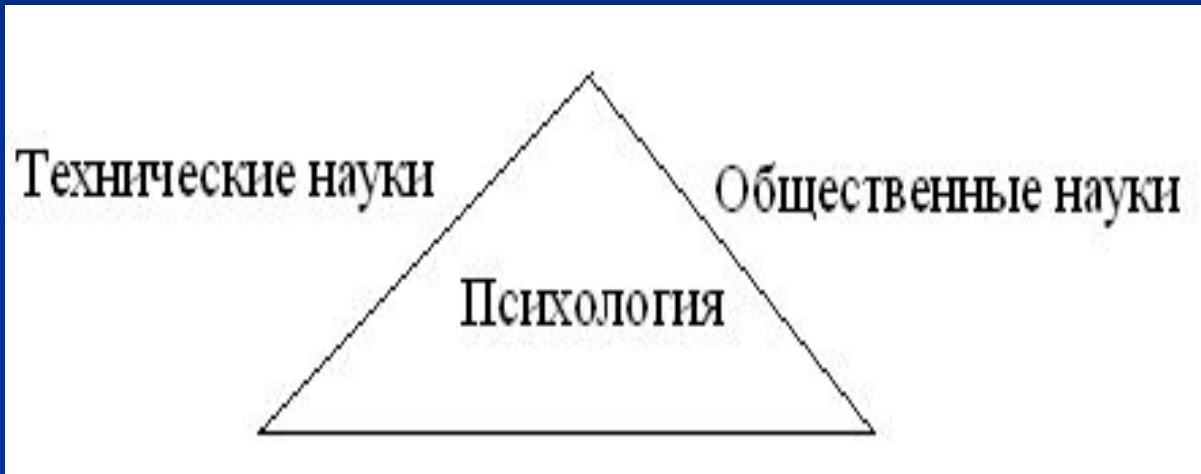 Технические науки
Общественные науки
Психология